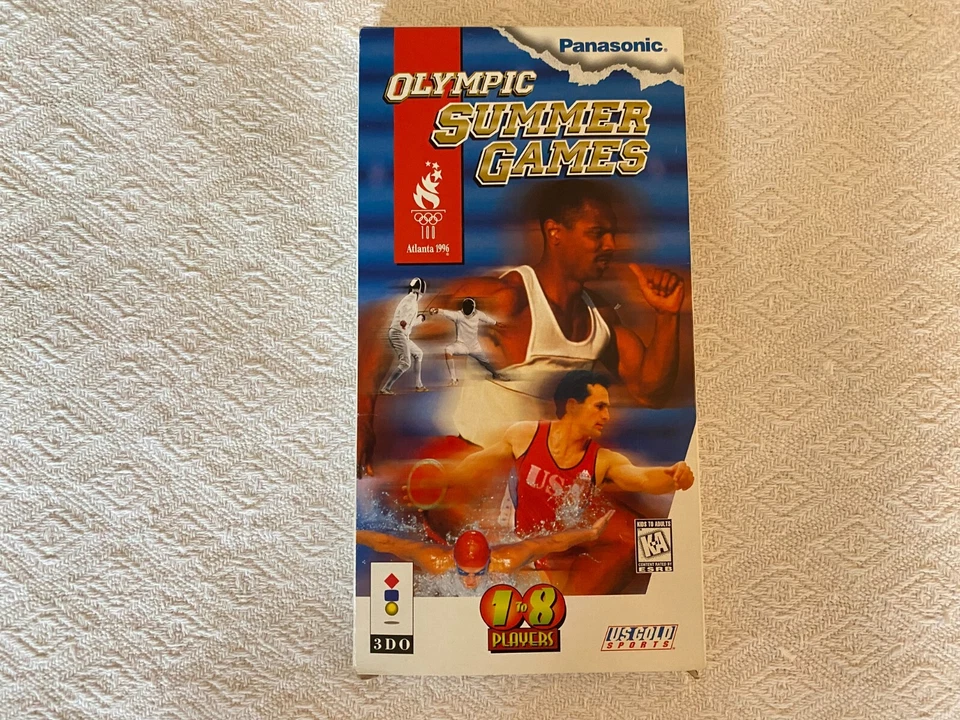 Panasonic
OLYMPIC
SUMMER
GAMES
100
Atlanta 1996
USA
KIDS TO ADULTS
K-A
CONTENT RATED BY
ESRB
3DO
1 TO 8
PLAYERS
US GOLD
SPORTS